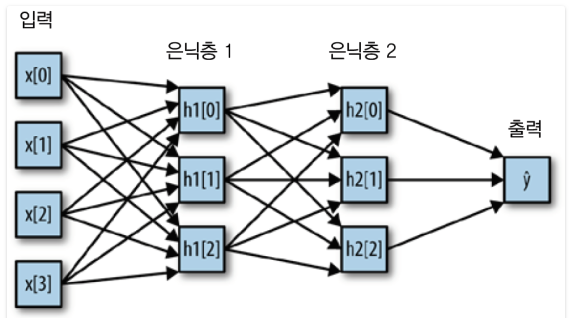 입력
은닉층 1
은닉층 2
출력
x[0]
x[1]
x[2]
x[3]
h1[0]
h1[1]
h1[2]
h2[0]
h2[1]
h2[2]
ŷ